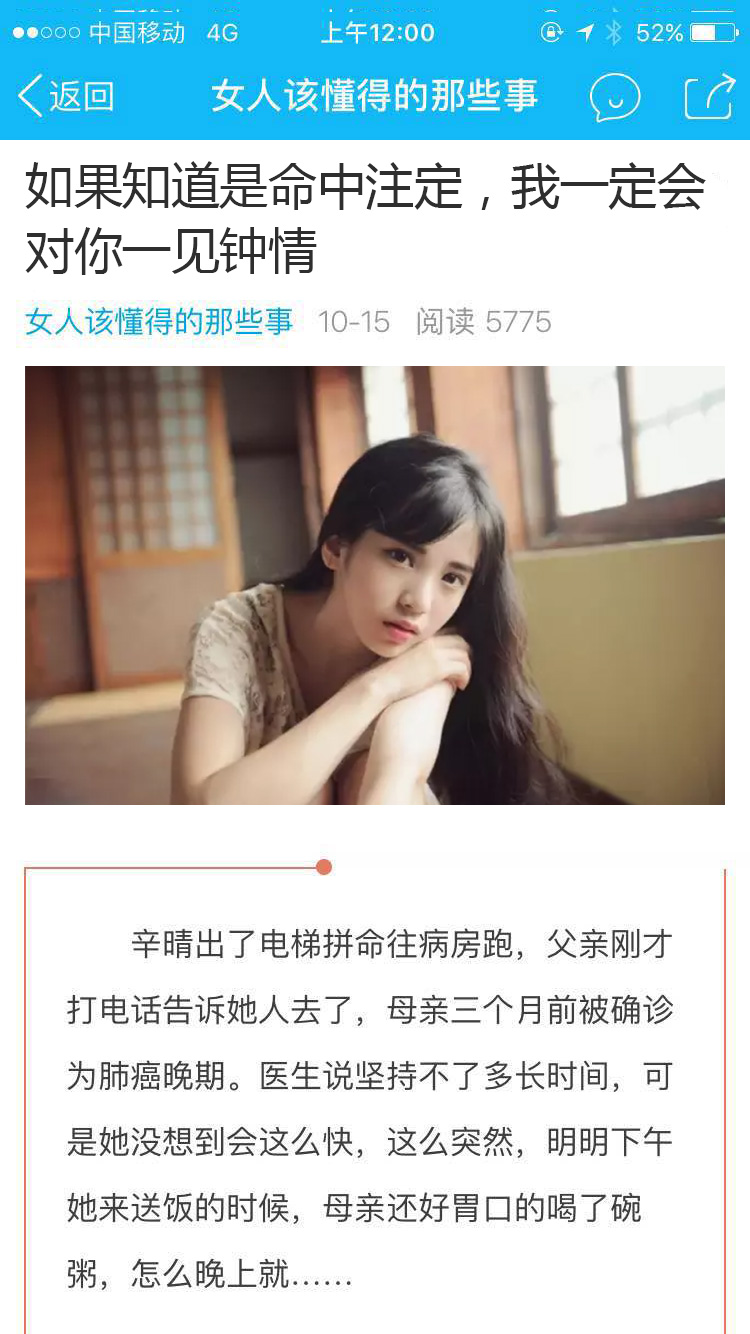 中国移动 4G 上午12:00 52%
返回 女人该懂得的那些事
如果知道是命中注定，我一定会
对你一见钟情
女人该懂得的那些事 10-15 阅读 5775
辛晴出了电梯拼命往病房跑，父亲刚才
打电话告诉她人去了，母亲三个月前被确诊
为肺癌晚期。医生说坚持不了多长时间，可
是她没想到会这么快，这么突然，明明下午
她来送饭的时候，母亲还好胃口的喝了碗
粥，怎么晚上就……